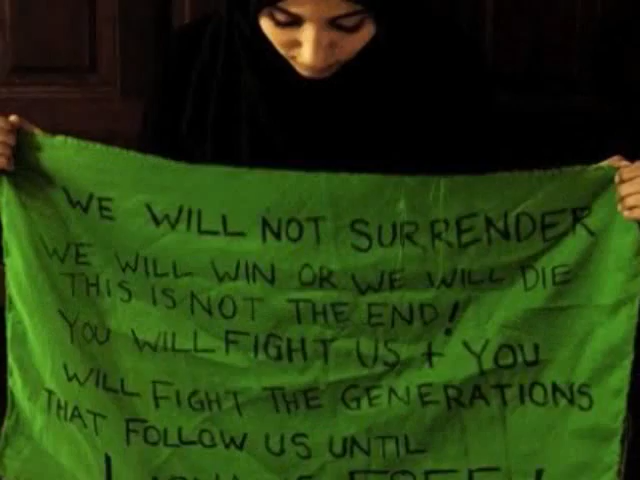 WE WILL NOT SURRENDER
WE WILL WIN OR WE WILL DIE
THIS IS NOT THE END!
YOU WILL FIGHT US + YOU
WILL FIGHT THE GENERATIONS
THAT FOLLOW US UNTIL